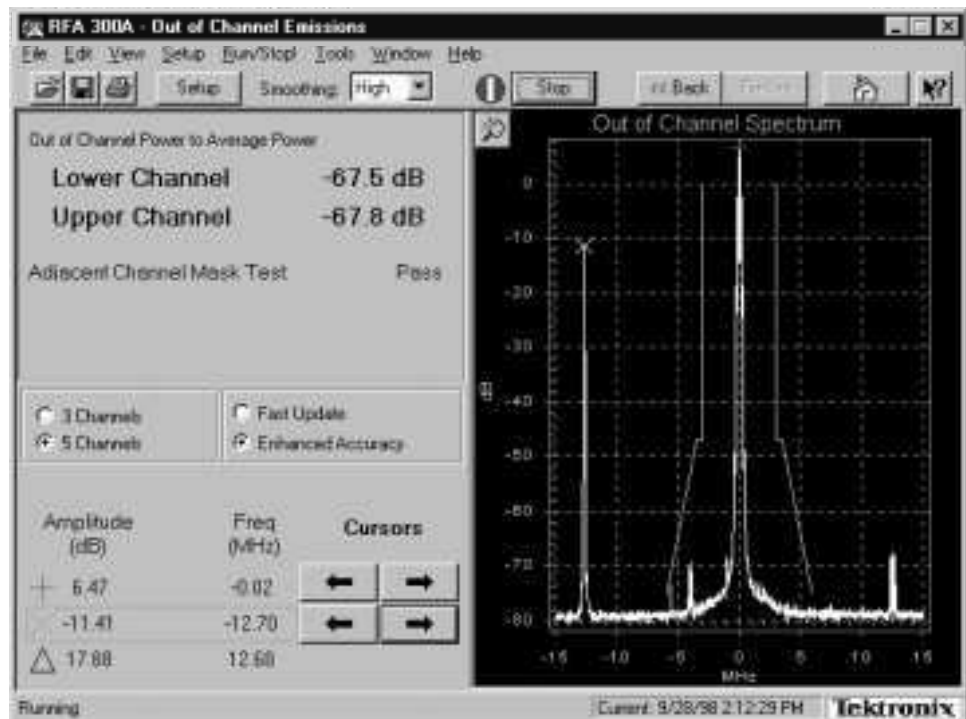 RFA 300A - Out of Channel Emissions
File Edit View Setup Run/Stop! Tools Window Help
Setup Smoothing: High Stop << Back
Out of Channel Power to Average Power
Lower Channel -67.5 dB
Upper Channel -67.8 dB
Adjacent Channel Mask Test Pass
3 Channels
5 Channels
Fast Update
Enhanced Accuracy
Amplitude (dB) Freq (MHz) Cursors
6.47 -0.02
-11.41 -12.70
17.88 12.68
Out of Channel Spectrum
0
-10
-20
-30
dB
-40
-50
-60
-70
-80
-15 -10 -5 0 5 10 15
MHz
Running Current: 9/28/98 2:12:29 PM Tektronix